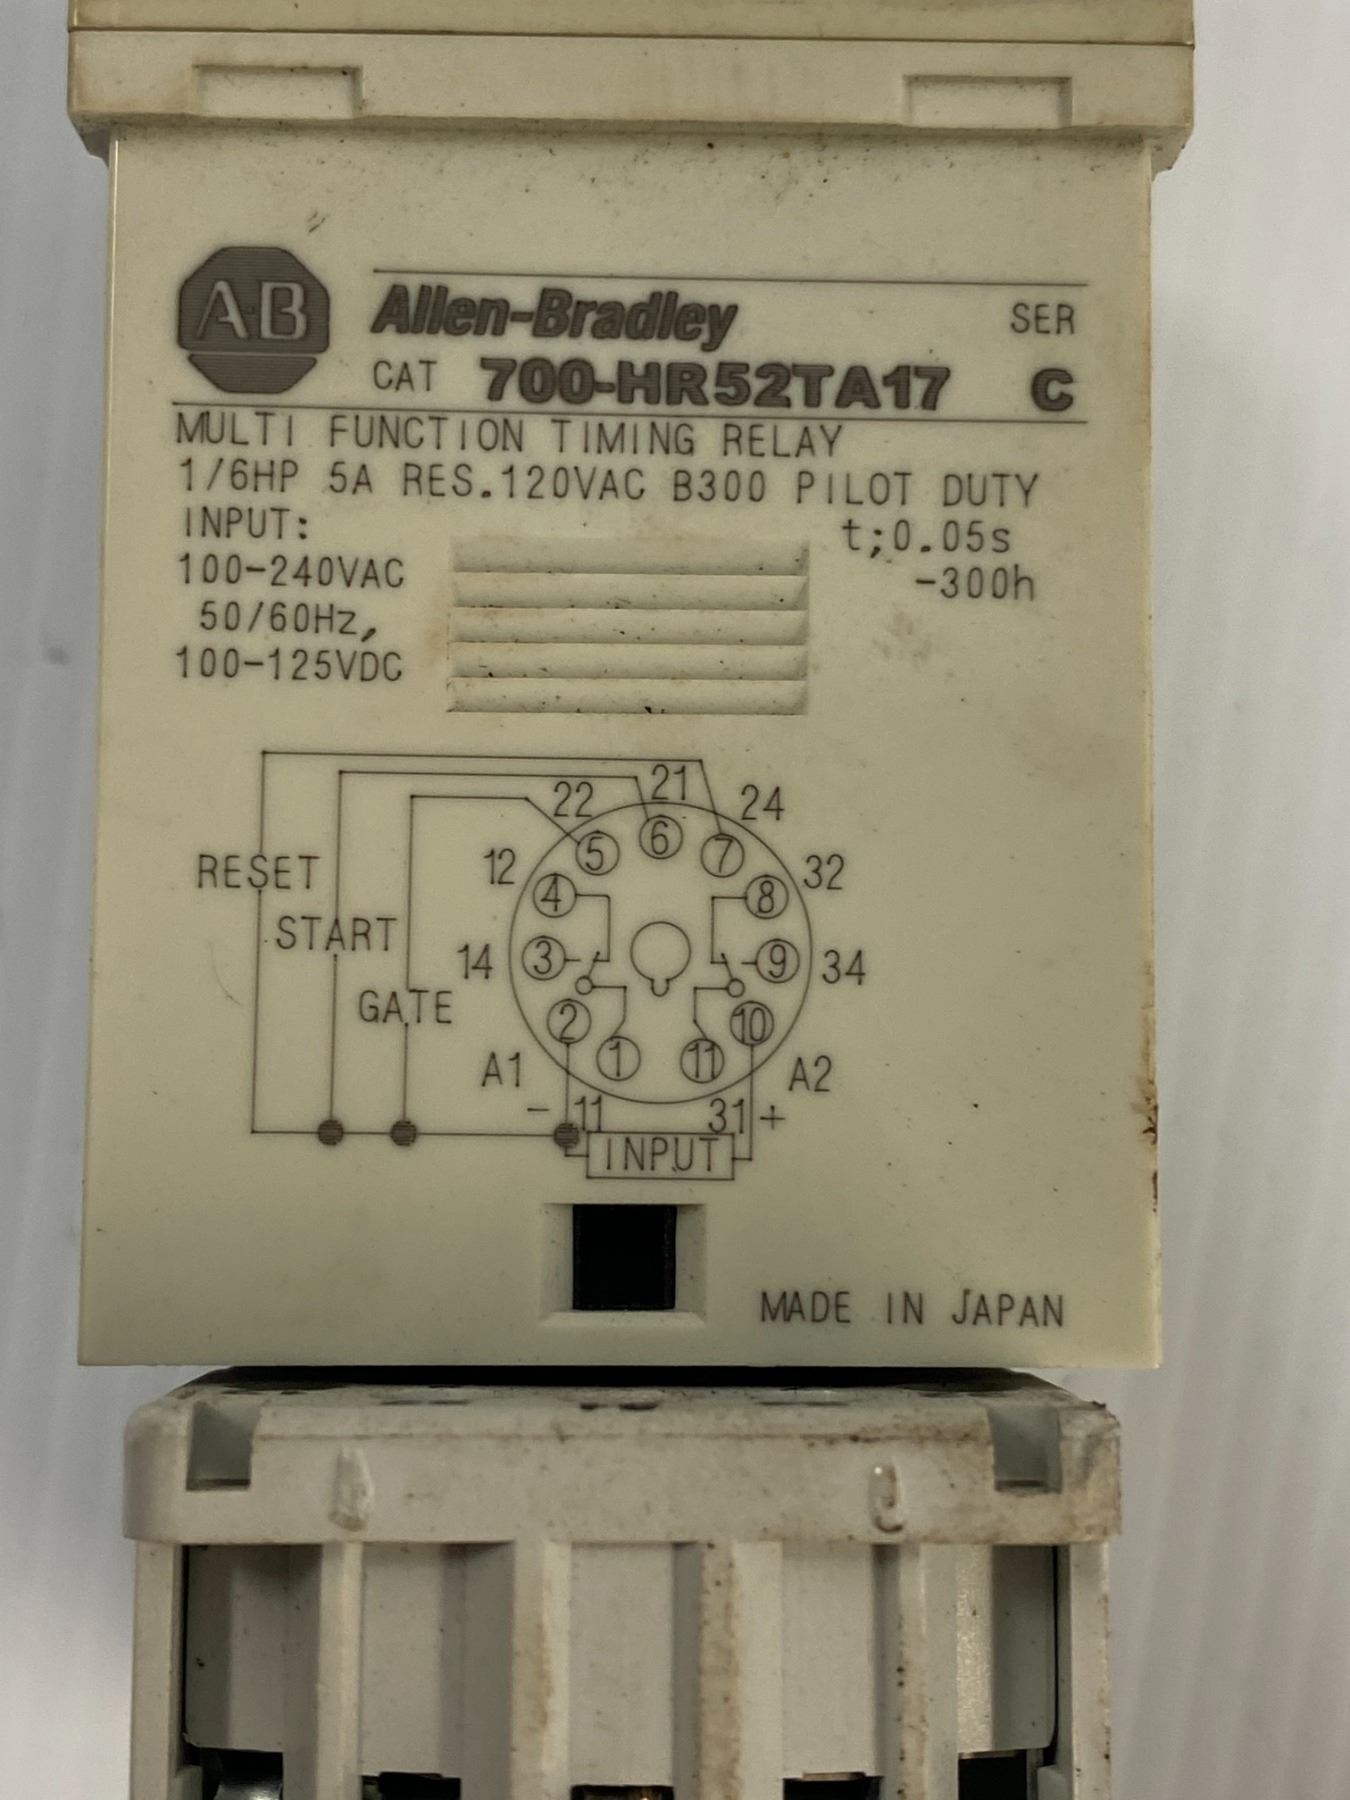 A-B
Allen-Bradley SER
CAT 700-HR52TA17 C
MULTI FUNCTION TIMING RELAY
1/6HP 5A RES.120VAC B300 PILOT DUTY
INPUT: t;0.05s
100-240VAC -300h
50/60Hz,
100-125VDC
22 21 24
5 6 7
RESET 12 4 8 32
START
14 3 9 34
GATE
2 10
A1 1 11 A2
- 11 31 +
INPUT
MADE IN JAPAN